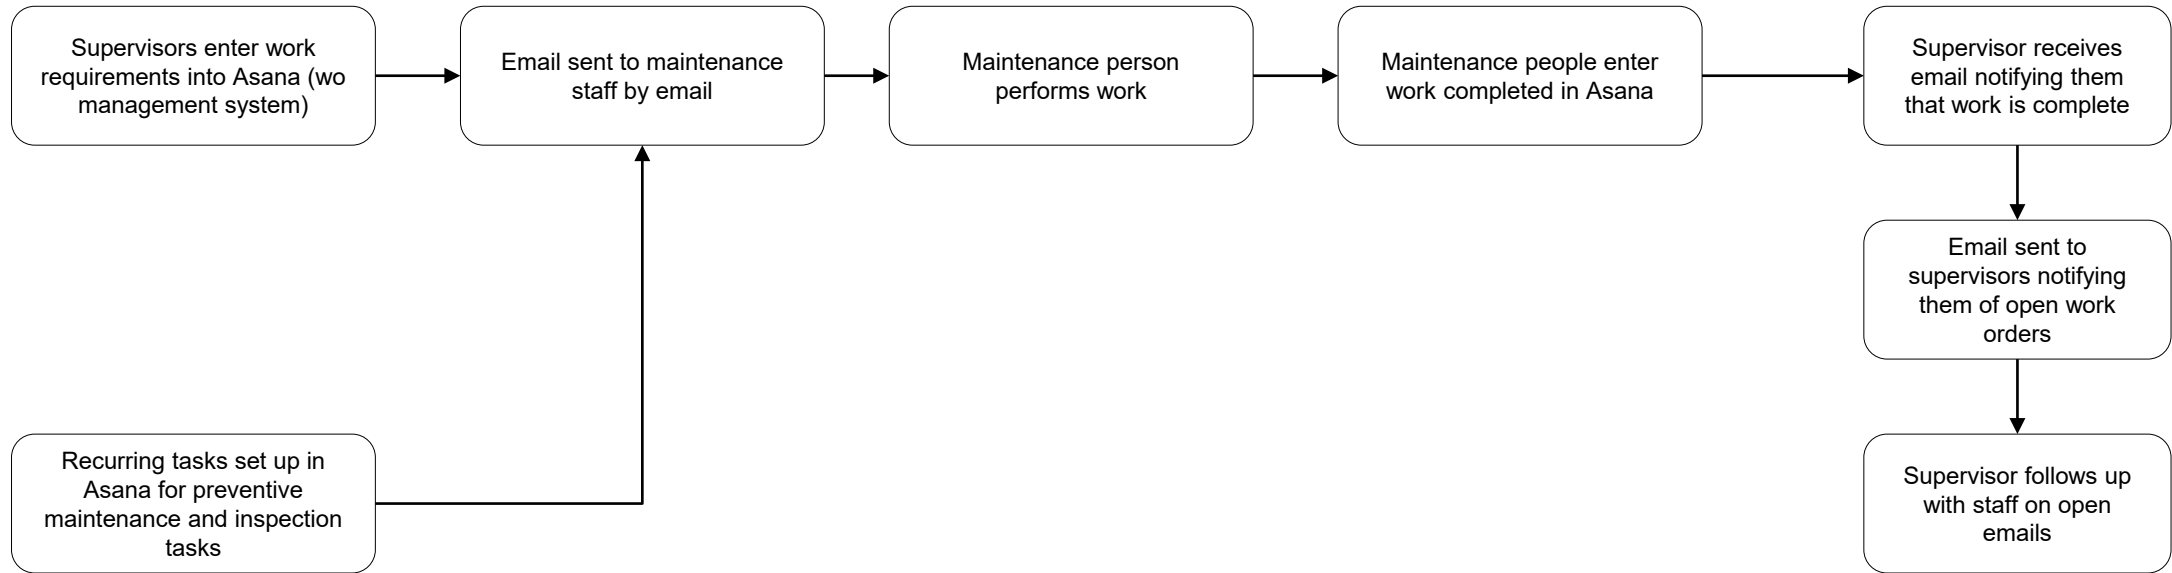 Supervisors enter work
requirements into Asana (wo
management system)
Email sent to maintenance
staff by email
Maintenance person
performs work
Maintenance people enter
work completed in Asana
Supervisor receives
email notifying them
that work is complete
Email sent to
supervisors notifying
them of open work
orders
Recurring tasks set up in
Asana for preventive
maintenance and inspection
tasks
Supervisor follows up
with staff on open
emails